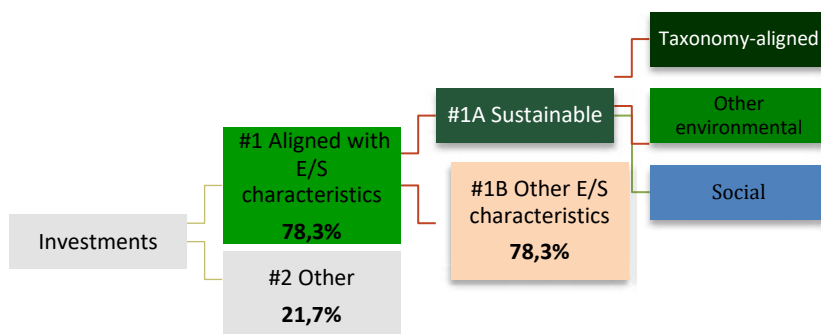 Investments
#1 Aligned with
E/S
characteristics
78,3%
#2 Other
21,7%
#1A Sustainable
#1B Other E/S
characteristics
78,3%
Taxonomy-aligned
Other
environmental
Social